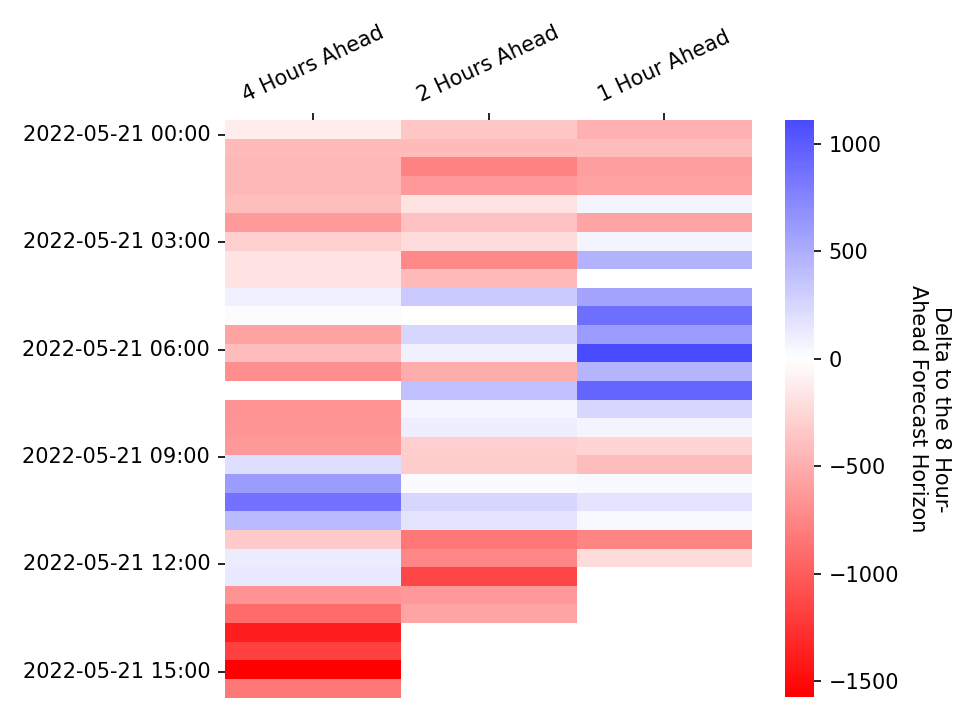 4 Hours Ahead
2 Hours Ahead
1 Hour Ahead
2022-05-21 00:00
2022-05-21 03:00
2022-05-21 06:00
2022-05-21 09:00
2022-05-21 12:00
2022-05-21 15:00
1000
500
0
−500
−1000
−1500
Delta to the 8 Hour-
Ahead Forecast Horizon